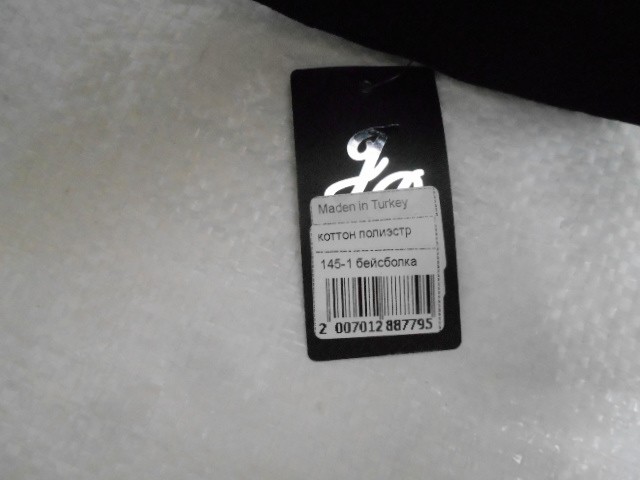 Maden in Turkey
коттон полиэстр
145-1 бейсболка
2 007012 887795